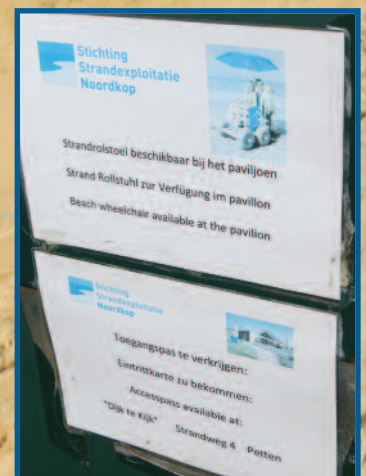 Stichting
Strandexploitatie
Noordkop
Strandrolstoel beschikbaar bij het paviljoen
Strand Rollstuhl zur Verfügung im pavillon
Beach wheelchair available at the pavilion
Stichting
Strandexploitatie
Noordkop
Toegangspas te verkrijgen:
Eintrittkarte zu bekommen:
Accesspass available at:
"Dijk te Kijk" Strandweg 4 Petten